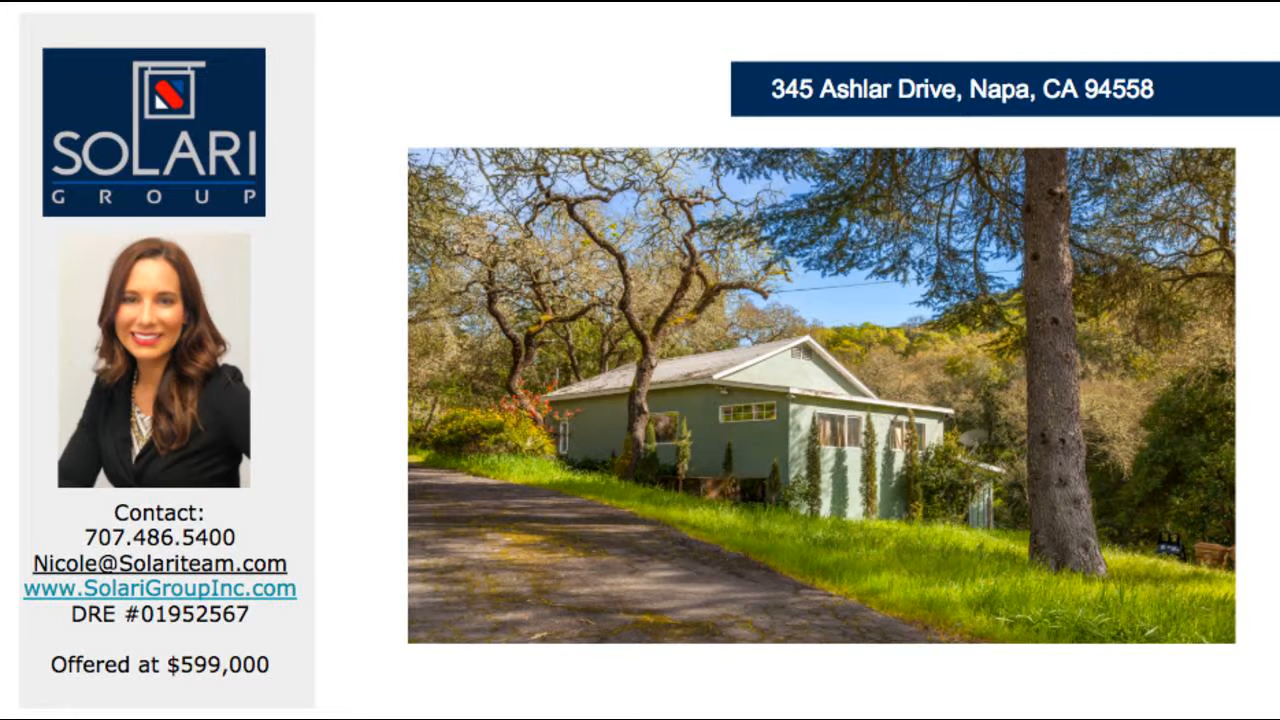 SOLARI
GROUP
345 Ashlar Drive, Napa, CA 94558
Contact:
707.486.5400
Nicole@Solariteam.com
www.SolariGroupInc.com
DRE #01952567
Offered at $599,000